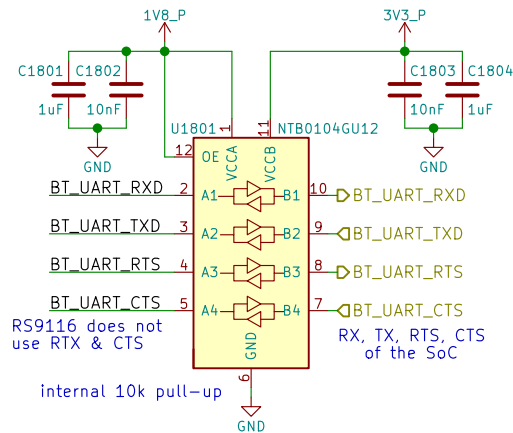 1V8_P
3V3_P
C1801
C1802
C1803
C1804
1uF
10nF
10nF
1uF
GND
GND
U1801
NTB0104GU12
1
11
VCCA
VCCB
12
OE
BT_UART_RXD
2
A1
B1
10
BT_UART_RXD
BT_UART_TXD
3
A2
B2
9
BT_UART_TXD
BT_UART_RTS
4
A3
B3
8
BT_UART_RTS
BT_UART_CTS
5
A4
B4
7
BT_UART_CTS
RS9116 does not
use RTX & CTS
RX, TX, RTS, CTS
of the SoC
GND
6
internal 10k pull-up
GND